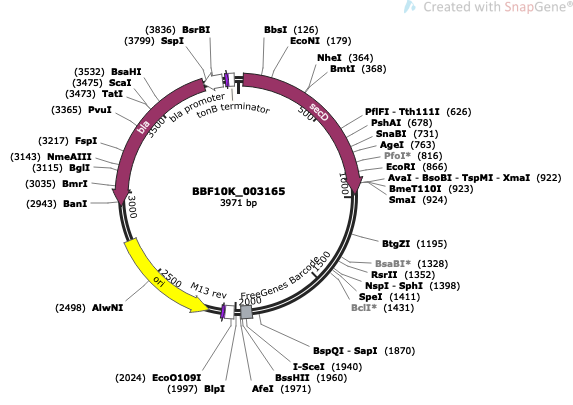 Created with SnapGene®
(3836) BsrBI
(3799) SspI
BbsI (126)
EcoNI (179)
NheI (364)
BmtI (368)
(3532) BsaHI
(3475) ScaI
(3473) TatI
(3365) PvuI
(3217) FspI
(3143) NmeAIII
(3115) BglI
(3035) BmrI
(2943) BanI
bla promoter
tonB terminator
bla
secD
3500
500
PflFI - Tth111I (626)
PshAI (678)
SnaBI (731)
AgeI (763)
PfoI* (816)
EcoRI (866)
AvaI - BsoBI - TspMI - XmaI (922)
BmeT110I (923)
SmaI (924)
3000
1000
BBF10K_003165
3971 bp
BtgZI (1195)
BsaBI* (1328)
RsrII (1352)
NspI - SphI (1398)
SpeI (1411)
BclI* (1431)
2500
ori
M13 rev
2000
FreeGenes Barcode
1500
(2498) AlwNI
BspQI - SapI (1870)
I-SceI (1940)
BssHII (1960)
AfeI (1971)
(2024) EcoO109I
(1997) BlpI